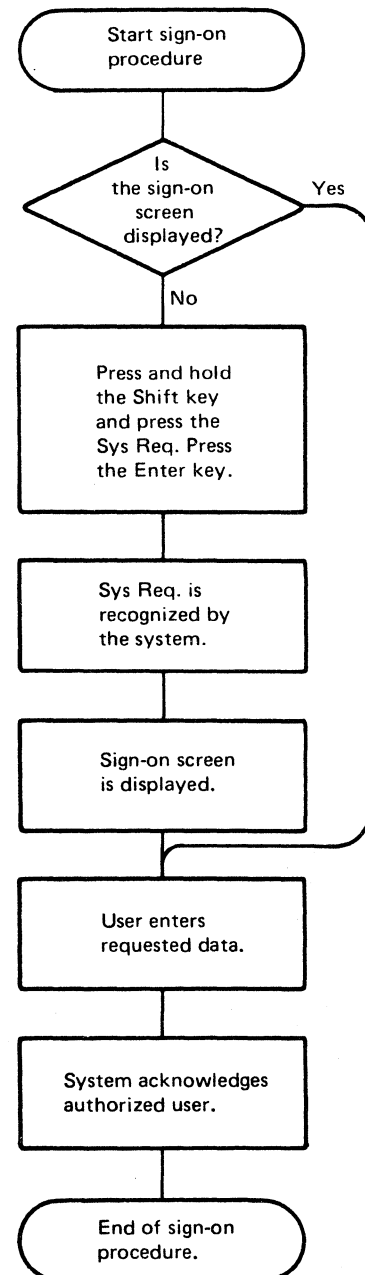 Start sign-on
procedure
Is
the sign-on
screen
displayed?
Yes
No
Press and hold
the Shift key
and press the
Sys Req. Press
the Enter key.
Sys Req. is
recognized by
the system.
Sign-on screen
is displayed.
User enters
requested data.
System acknowledges
authorized user.
End of sign-on
procedure.